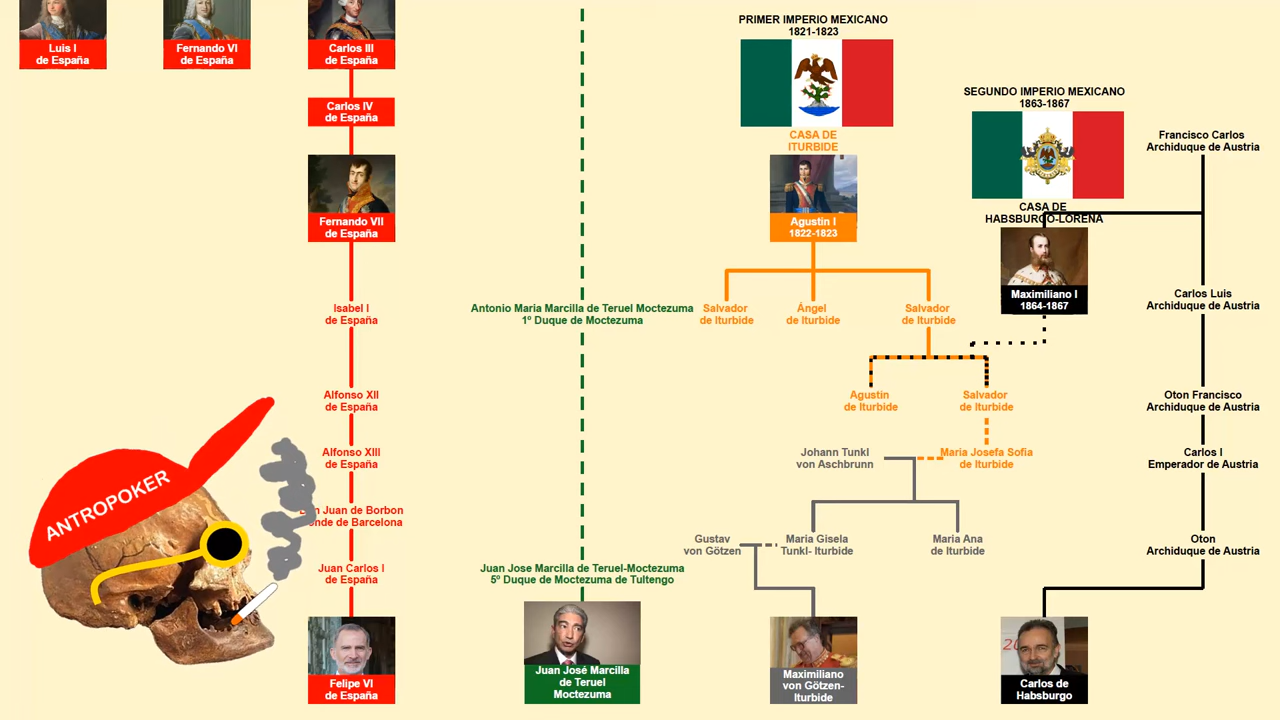 Luis I
de España
Fernando VI
de España
Carlos III
de España
Carlos IV
de España
Fernando VII
de España
Isabel I
de España
Alfonso XII
de España
Alfonso XIII
de España
Juan de Borbon
de Barcelona
Juan Carlos I
de España
Felipe VI
de España
ANTROPOKER
Antonio Maria Marcilla de Teruel Moctezuma
1º Duque de Moctezuma
Juan Jose Marcilla de Teruel-Moctezuma
5º Duque de Moctezuma de Tultengo
Juan José Marcilla
de Teruel
Moctezuma
PRIMER IMPERIO MEXICANO
1821-1823
CASA DE
ITURBIDE
Agustín I
1822-1823
Salvador
de Iturbide
Ángel
de Iturbide
Salvador
de Iturbide
Agustin
de Iturbide
Salvador
de Iturbide
Johann Tunkl
von Aschbrunn
Maria Josefa Sofia
de Iturbide
Gustav
von Götzen
Maria Gisela
Tunkl- Iturbide
Maria Ana
de Iturbide
Maximiliano
von Götzen-
Iturbide
SEGUNDO IMPERIO MEXICANO
1863-1867
CASA DE
HABSBURGO-LORENA
Maximiliano I
1864-1867
Francisco Carlos
Archiduque de Austria
Carlos Luis
Archiduque de Austria
Oton Francisco
Archiduque de Austria
Carlos I
Emperador de Austria
Oton
Archiduque de Austria
Carlos de
Habsburgo